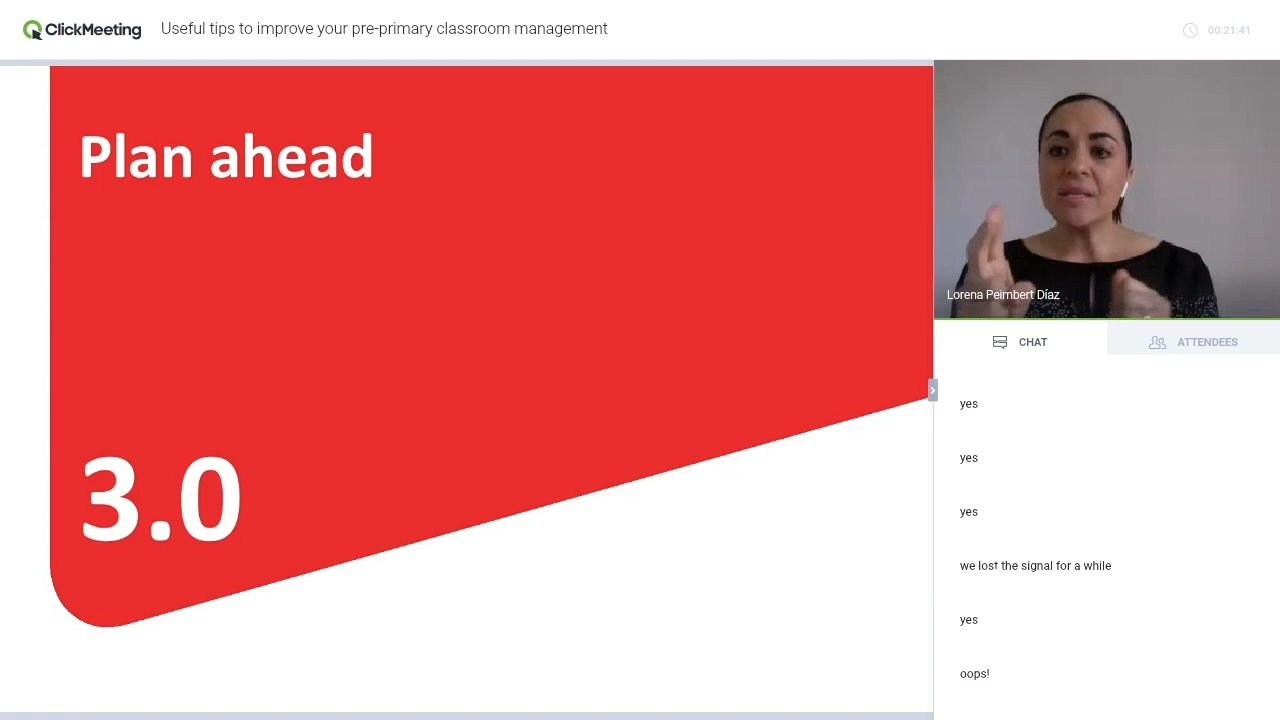 ClickMeeting
Useful tips to improve your pre-primary classroom management
00:21:41
Plan ahead
3.0
Lorena Peimbert Díaz
CHAT
ATTENDEES
yes
yes
yes
we lost the signal for a while
yes
oops!